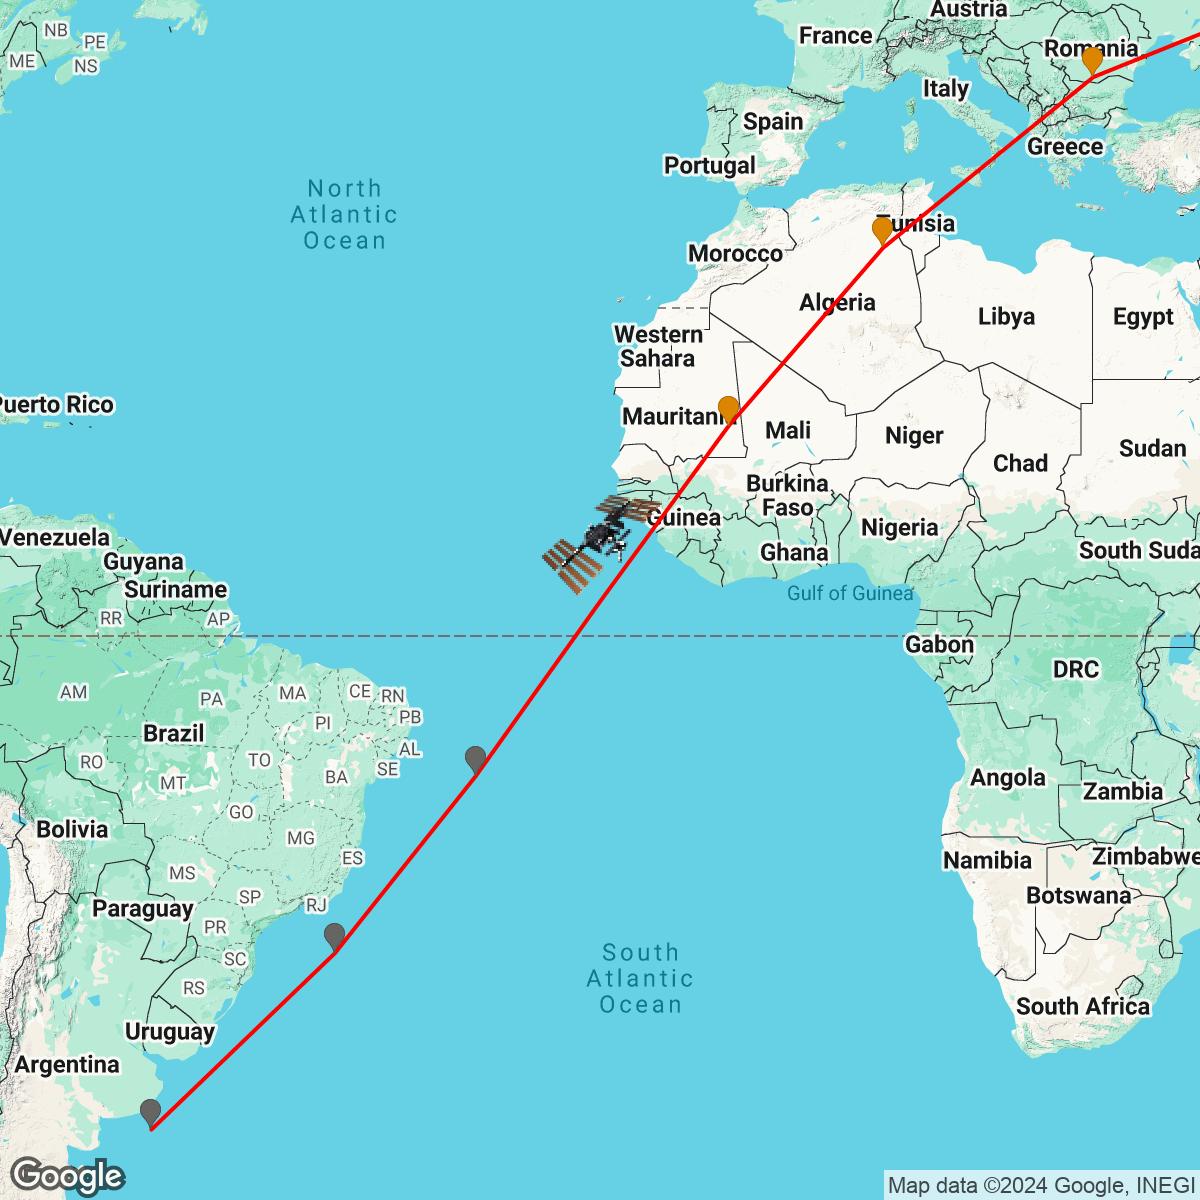 Austria
NB
PE
France
Romania
ME
NS
Italy
Spain
Greece
Portugal
North
Atlantic
Ocean
Tunisia
Morocco
Algeria
Libya
Egypt
Western
Sahara
Puerto Rico
Mauritania
Mali
Niger
Chad
Sudan
Burkina
Faso
Guinea
Nigeria
Venezuela
Ghana
South Suda
Guyana
Suriname
Gulf of Guinea
RR
AP
Gabon
DRC
AM
PA
MA
CE
RN
PB
PI
Brazil
AL
RO
TO
SE
BA
MT
Angola
Zambia
GO
Bolivia
MG
ES
Namibia
Zimbabwe
MS
SP
Botswana
RJ
Paraguay
PR
SC
South
Atlantic
Ocean
RS
South Africa
Uruguay
Argentina
Google
Map data ©2024 Google, INEGI